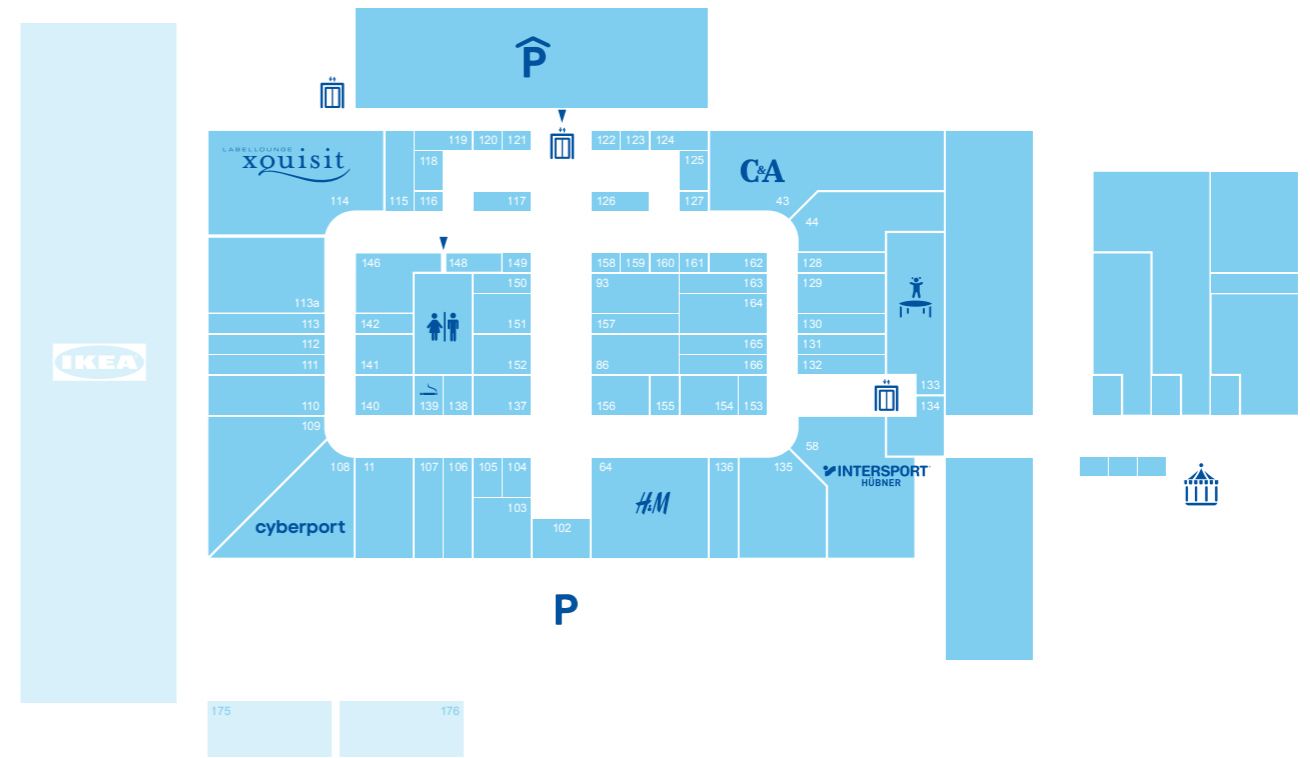 P
119 120 121
122 123 124
LABELLOUNGE
xquisit
118
125
C&A
114 115 116 117
126 127 43
44
146 148 149
158 159 160 161 162
128
150
93 163
129
113a
164
113 142 151
157 130
112
165 131
IKEA
111 141 152
86 166 132
133
110 140 139 138 137
156 155 154 153
134
109
58
108 11 107 106 105 104
64 136 135
INTERSPORT
HÜBNER
103
H&M
cyberport
102
P
175 176